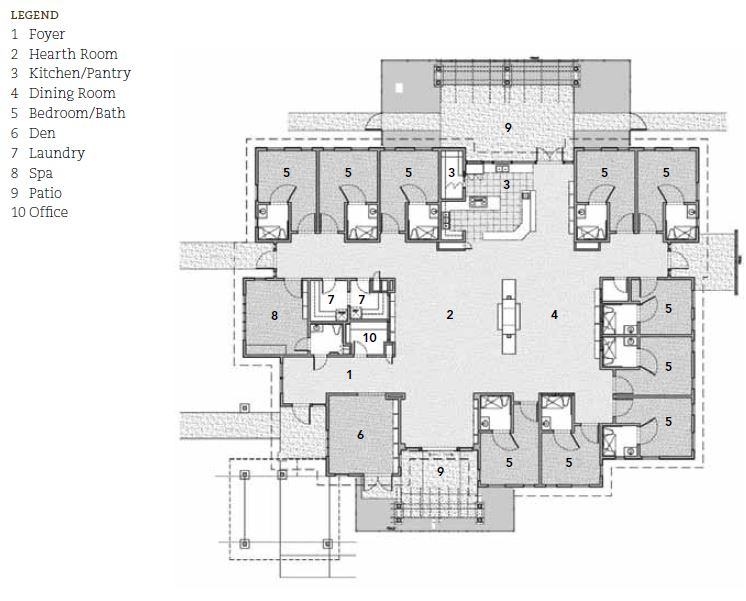 LEGEND
1 Foyer
2 Hearth Room
3 Kitchen/Pantry
4 Dining Room
5 Bedroom/Bath
6 Den
7 Laundry
8 Spa
9 Patio
10 Office
9
5 5 5 3 3 5 5
8 7 7 2 4 5
10
1 5
6 5
9 5 5